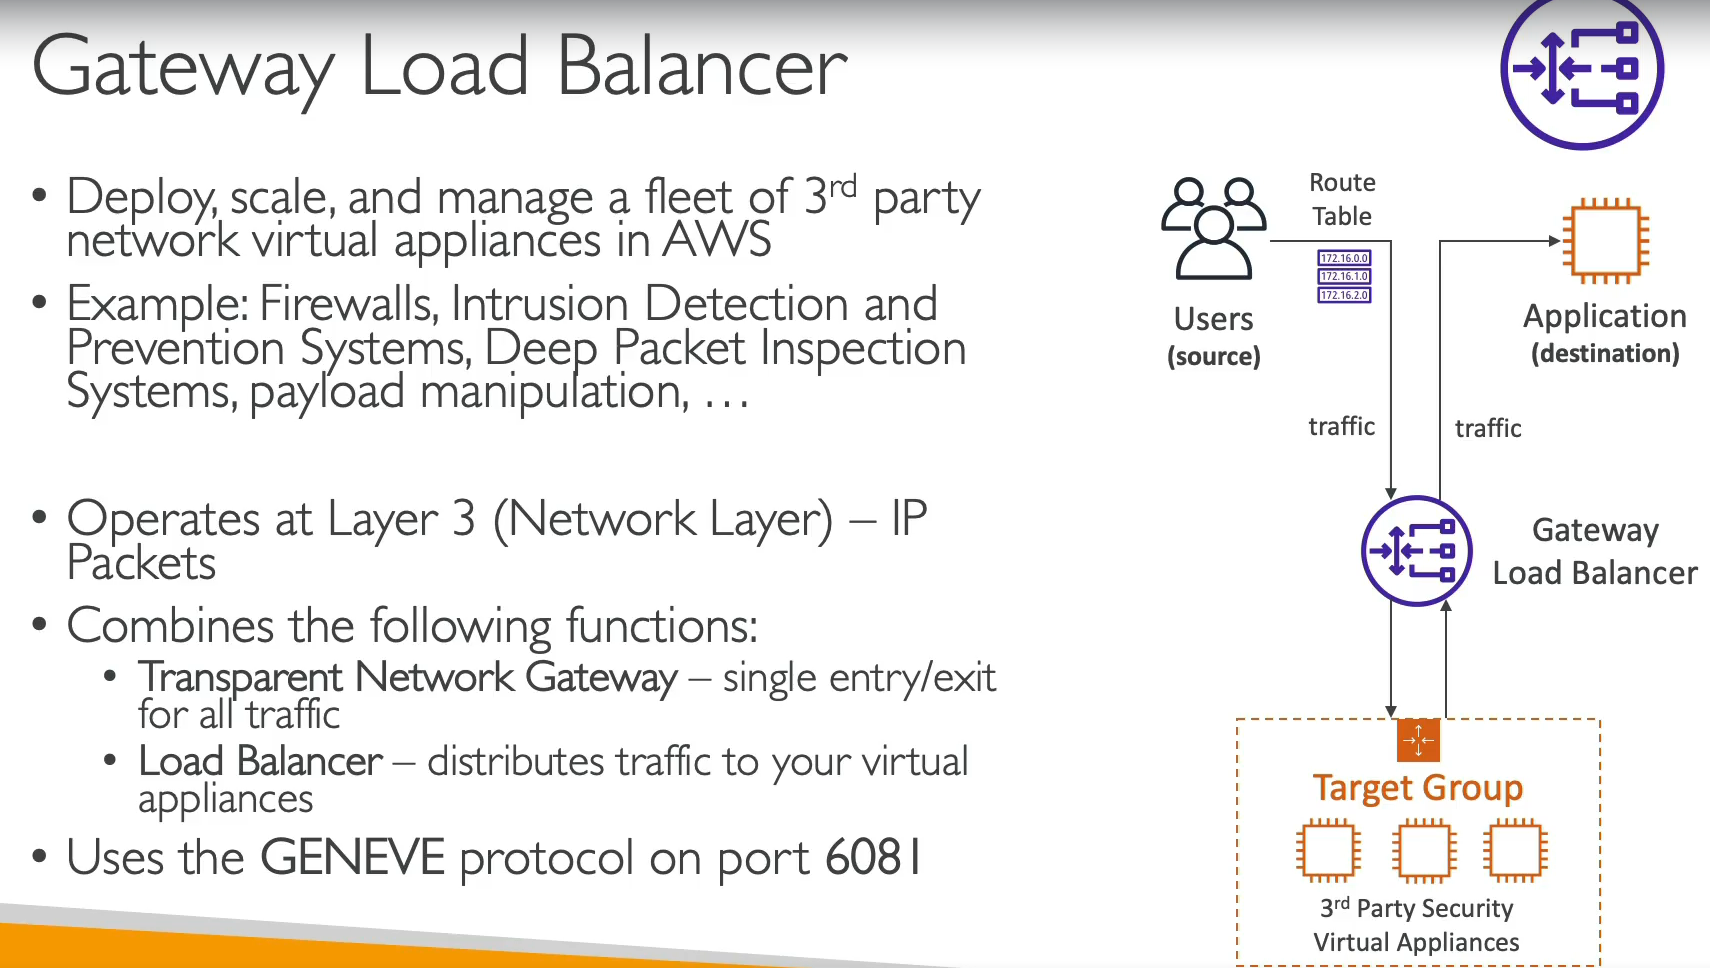 Gateway Load Balancer
• Deploy, scale, and manage a fleet of 3rd party
network virtual appliances in AWS
• Example: Firewalls, Intrusion Detection and
Prevention Systems, Deep Packet Inspection
Systems, payload manipulation, …
• Operates at Layer 3 (Network Layer) – IP
Packets
• Combines the following functions:
• Transparent Network Gateway – single entry/exit
for all traffic
• Load Balancer – distributes traffic to your virtual
appliances
• Uses the GENEVE protocol on port 6081
Route
Table
172.16.0.0
172.16.1.0
172.16.2.0
Users
(source)
Application
(destination)
traffic
traffic
Gateway
Load Balancer
Target Group
3rd Party Security
Virtual Appliances